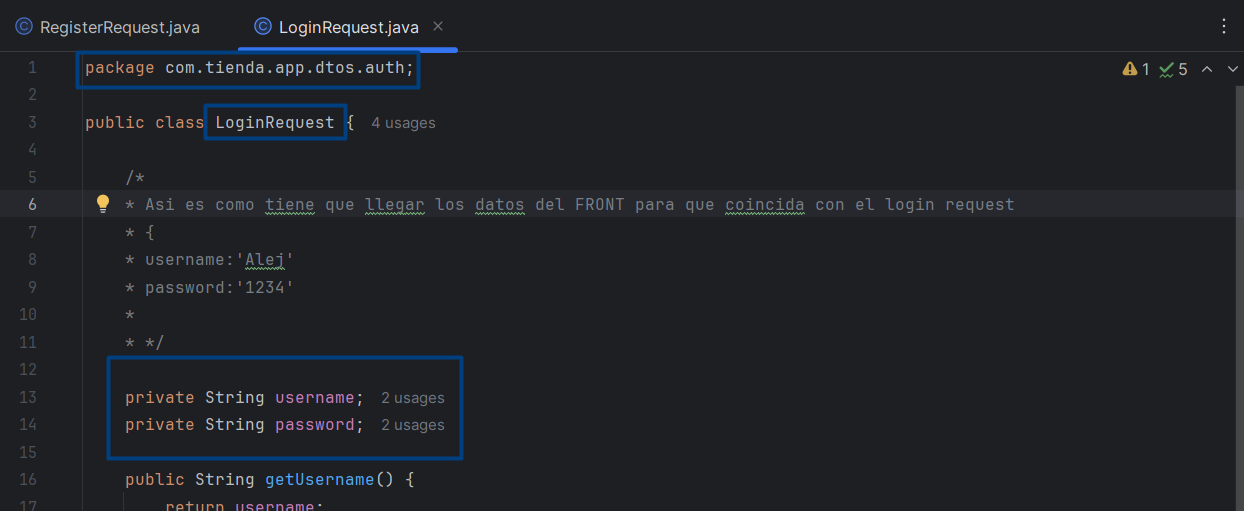 RegisterRequest.java
LoginRequest.java
1 package com.tienda.app.dtos.auth; 1 5
2
3 public class LoginRequest { 4 usages
4
5 /*
6 * Asi es como tiene que llegar los datos del FRONT para que coincida con el login request
7 * {
8 * username:'Alej'
9 * password:'1234'
10 *
11 * */
12
13 private String username; 2 usages
14 private String password; 2 usages
15
16 public String getUsername() {
17 return username;